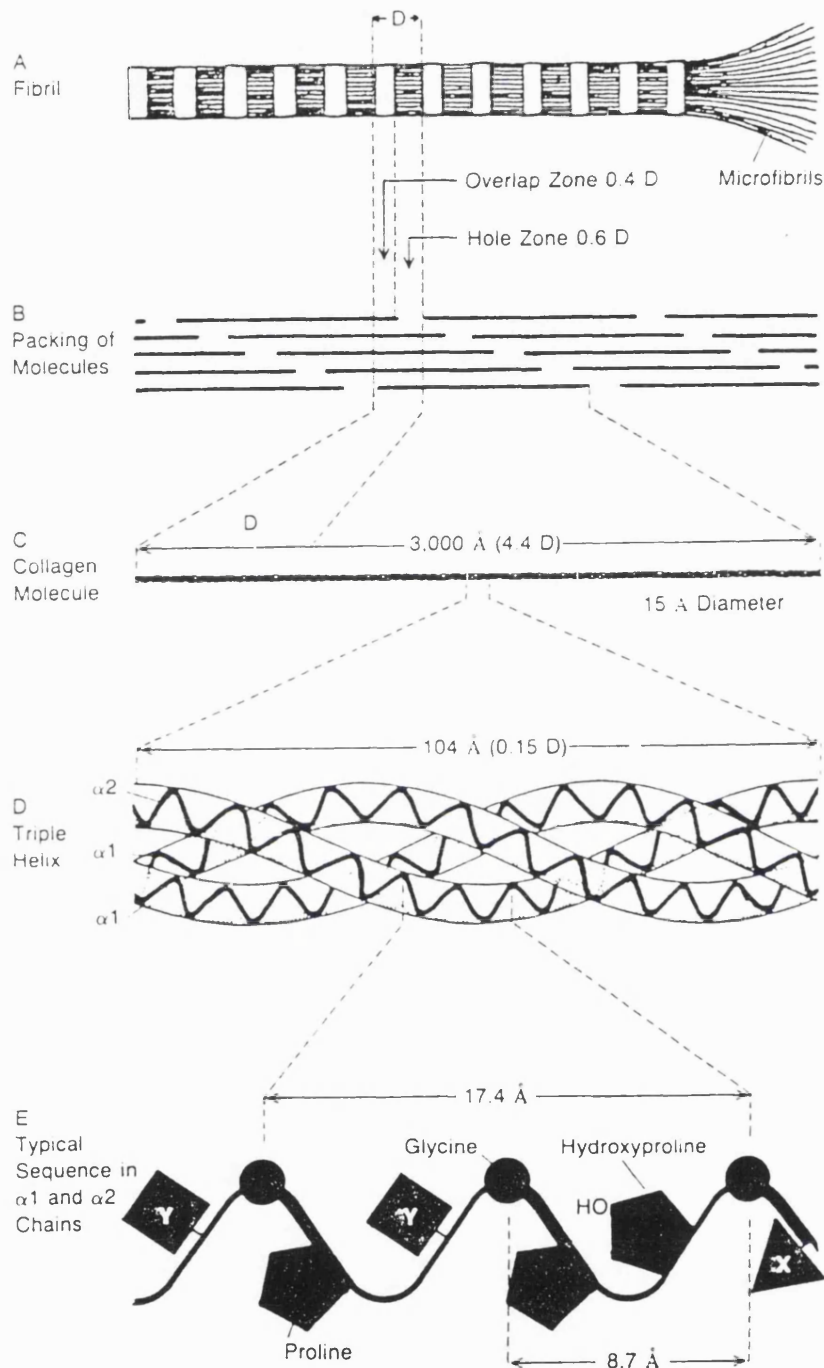 D
A
Fibril
Microfibrils
Overlap Zone 0.4 D
Hole Zone 0.6 D
B
Packing of
Molecules
D
C
Collagen
Molecule
3,000 Å (4.4 D)
15 Å Diameter
104 Å (0.15 D)
D
Triple
Helix
α2
α1
α1
17.4 Å
E
Typical
Sequence in
α1 and α2
Chains
Glycine
Hydroxyproline
Y
Y
HO
X
Proline
8.7 Å